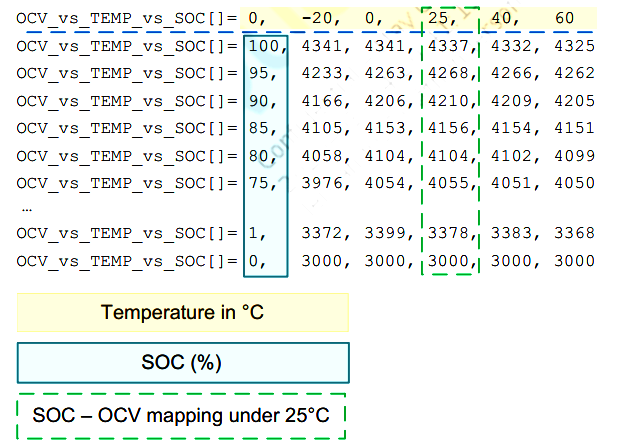 OCV_vs_TEMP_vs_SOC[]= 0, -20, 0, 25, 40, 60
OCV_vs_TEMP_vs_SOC[]= 100, 4341, 4341, 4337, 4332, 4325
OCV_vs_TEMP_vs_SOC[]= 95, 4233, 4263, 4268, 4266, 4262
OCV_vs_TEMP_vs_SOC[]= 90, 4166, 4206, 4210, 4209, 4205
OCV_vs_TEMP_vs_SOC[]= 85, 4105, 4153, 4156, 4154, 4151
OCV_vs_TEMP_vs_SOC[]= 80, 4058, 4104, 4104, 4102, 4099
OCV_vs_TEMP_vs_SOC[]= 75, 3976, 4054, 4055, 4051, 4050
…
OCV_vs_TEMP_vs_SOC[]= 1, 3372, 3399, 3378, 3383, 3368
OCV_vs_TEMP_vs_SOC[]= 0, 3000, 3000, 3000, 3000, 3000
Temperature in °C
SOC (%)
SOC – OCV mapping under 25°C